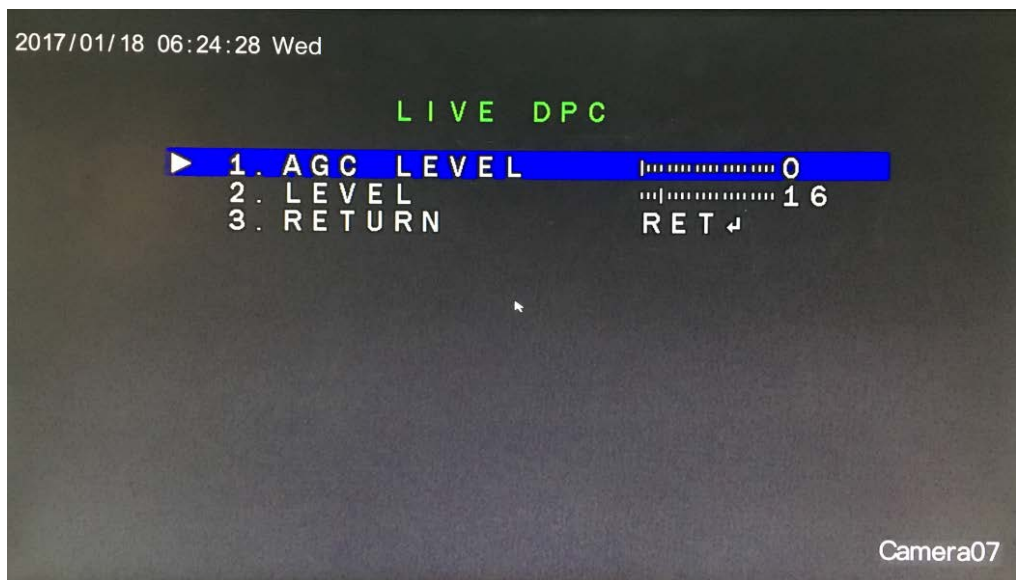 2017/01/18 06:24:28 Wed
LIVE DPC
1. AGC LEVEL 0
2. LEVEL 16
3. RETURN RET↲
Camera07